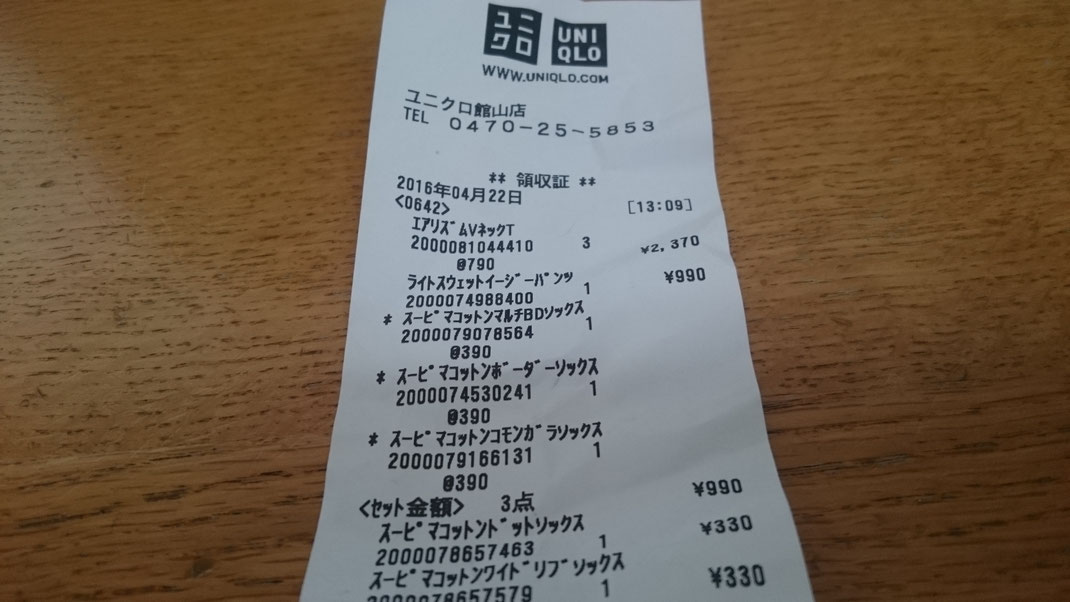 ユニクロ UNIQLO
WWW.UNIQLO.COM
ユニクロ館山店
TEL 0470-25-5853
** 領収証 **
2016年04月22日
<0642> [13:09]
ｴｱﾘｽﾞﾑVﾈｯｸT
2000081044410 3 ¥2,370
@790
ﾗｲﾄｽｳｪｯﾄｲｰｼﾞｰﾊﾟﾝﾂ ¥990
2000074988400 1
* ｽｰﾋﾟﾏｺｯﾄﾝﾏﾙﾁBDｿｯｸｽ
2000079078564 1
@390
* ｽｰﾋﾟﾏｺｯﾄﾝﾎﾞｰﾀﾞｰｿｯｸｽ
2000074530241 1
@390
* ｽｰﾋﾟﾏｺｯﾄﾝｺﾓﾝｶﾞﾗｿｯｸｽ
2000079166131 1
@390
<ｾｯﾄ金額> 3点 ¥990
ｽｰﾋﾟﾏｺｯﾄﾝﾄﾞｯﾄｿｯｸｽ
2000078657463 1 ¥330
ｽｰﾋﾟﾏｺｯﾄﾝﾜｲﾄﾞﾘﾌﾞｿｯｸｽ
2000078657579 1 ¥330